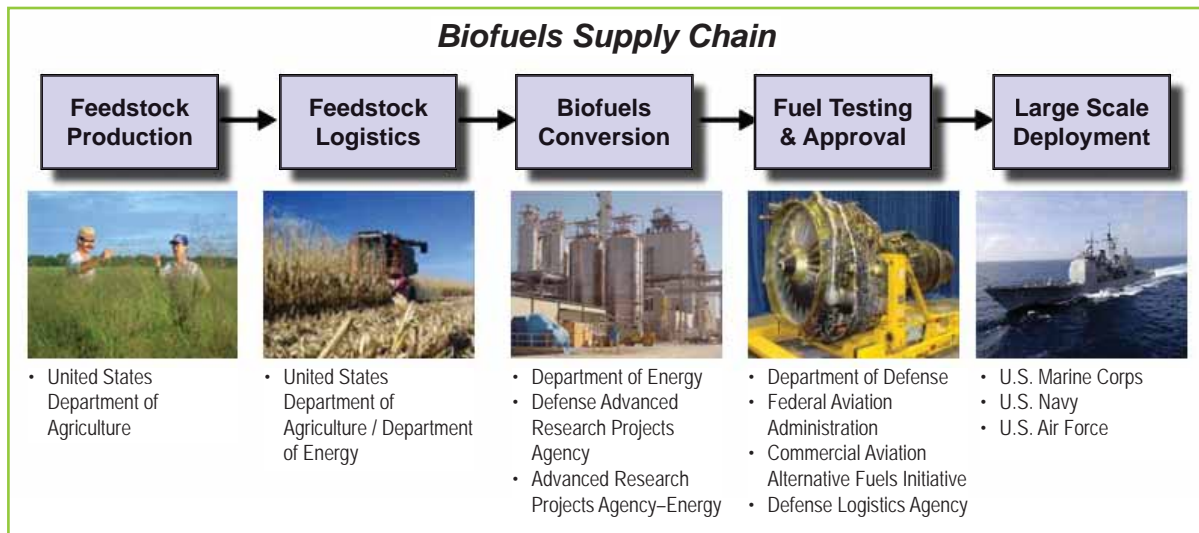 Biofuels Supply Chain
Feedstock
Production
Feedstock
Logistics
Biofuels
Conversion
Fuel Testing
& Approval
Large Scale
Deployment
• United States
Department of
Agriculture
• United States
Department of
Agriculture / Department
of Energy
• Department of Energy
• Defense Advanced
Research Projects
Agency
• Advanced Research
Projects Agency–Energy
• Department of Defense
• Federal Aviation
Administration
• Commercial Aviation
Alternative Fuels Initiative
• Defense Logistics Agency
• U.S. Marine Corps
• U.S. Navy
• U.S. Air Force